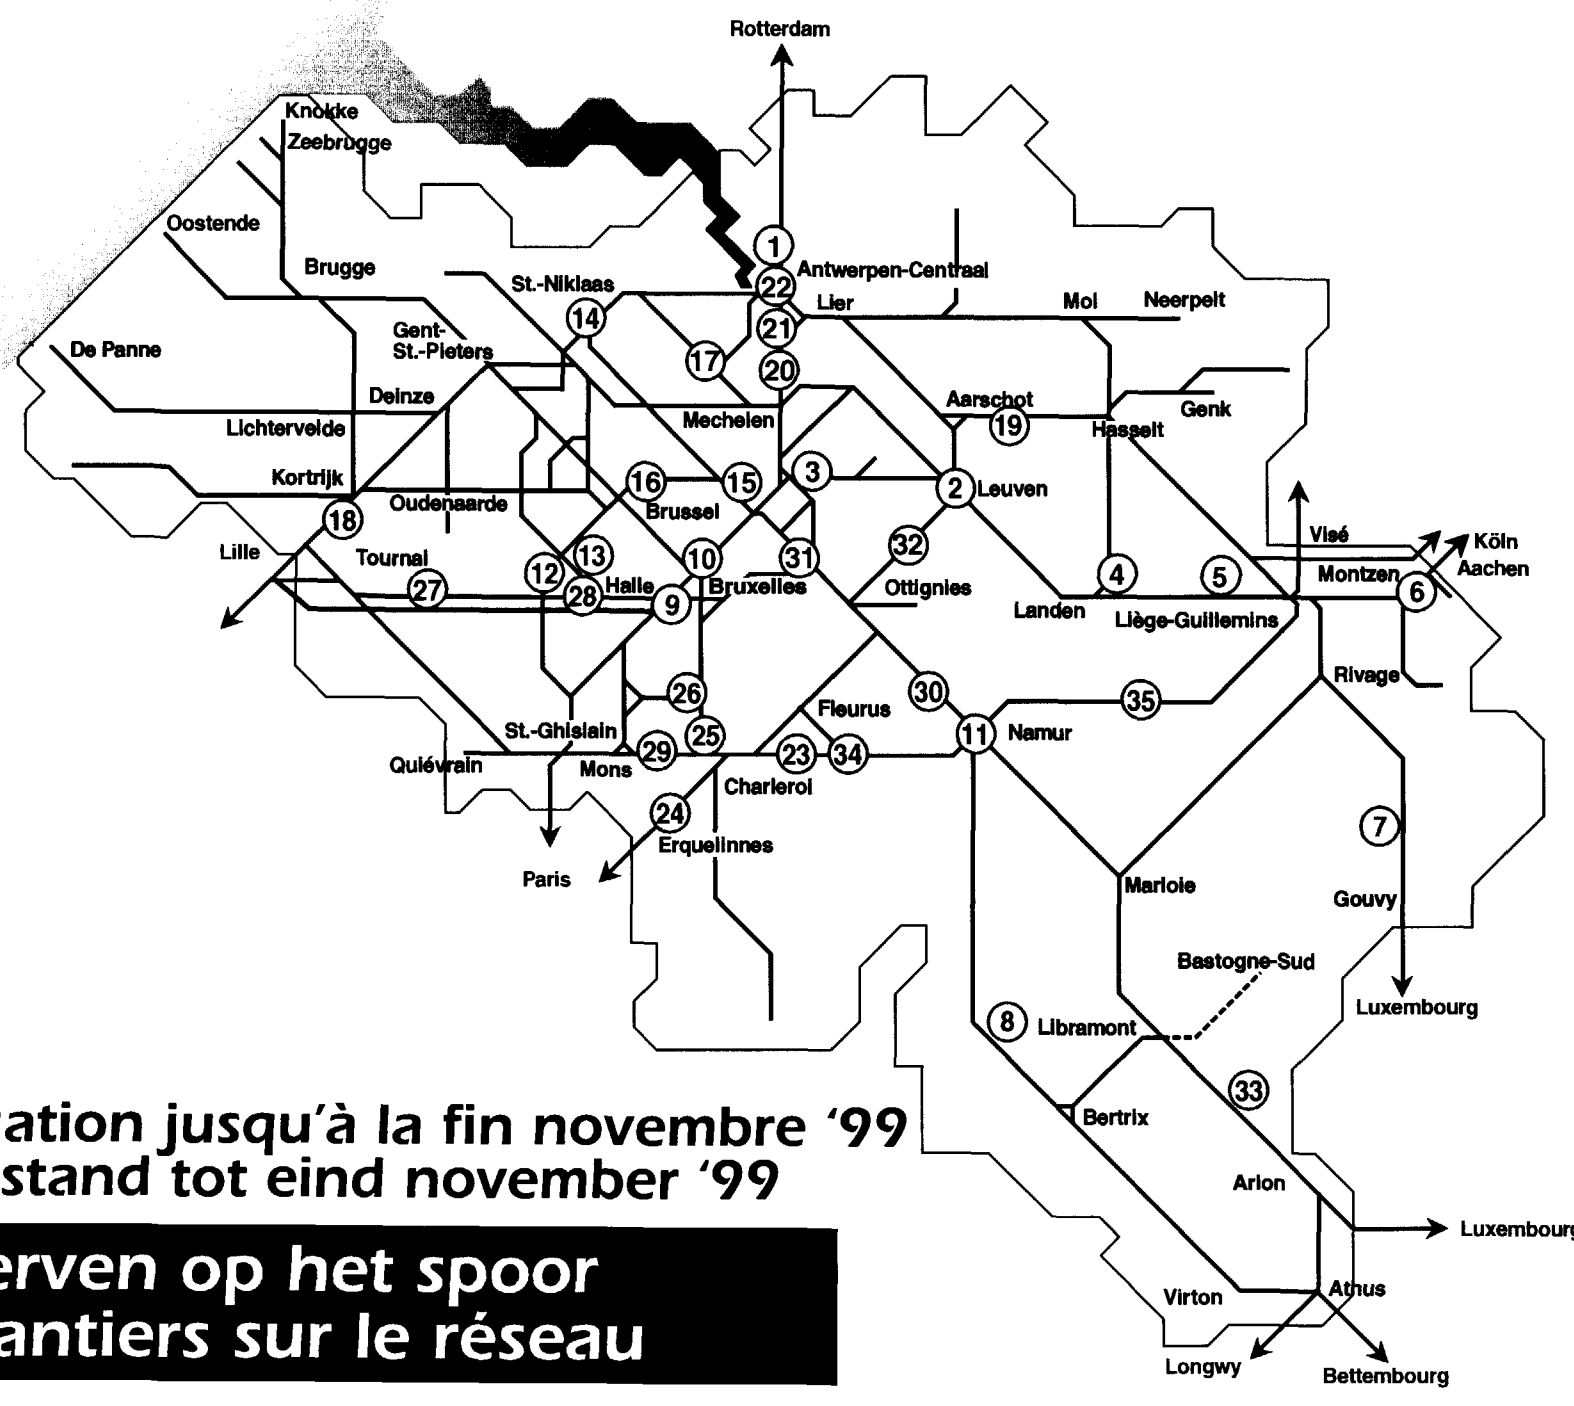 Rotterdam
Knokke
Zeebrugge
Oostende
Brugge
1
Antwerpen-Centraal
St.-Niklaas
22
Lier
Mol
Neerpelt
14
21
Gent-
St.-Pieters
De Panne
17
20
Deinze
Aarschot
Genk
Mechelen
19
Lichtervelde
Hasselt
Kortrijk
16
15
3
2
Leuven
Oudenaarde
Brussel
18
Visé
Köln
Lille
Tournai
13
10
31
32
Aachen
12
4
5
Montzen
6
27
28
Halle
9
Bruxelles
Ottignies
Landen
Liège-Guillemins
Rivage
26
30
35
Fleurus
St.-Ghislain
25
11
Namur
Quiévrain
Mons
29
23
34
Charleroi
24
7
Erquelinnes
Paris
Marloie
Gouvy
Bastogne-Sud
Luxembourg
8
Libramont
33
Bertrix
ation jusqu'à la fin novembre '99
stand tot eind november '99
Arlon
Luxembourg
erven op het spoor
antiers sur le réseau
Virton
Athus
Longwy
Bettembourg